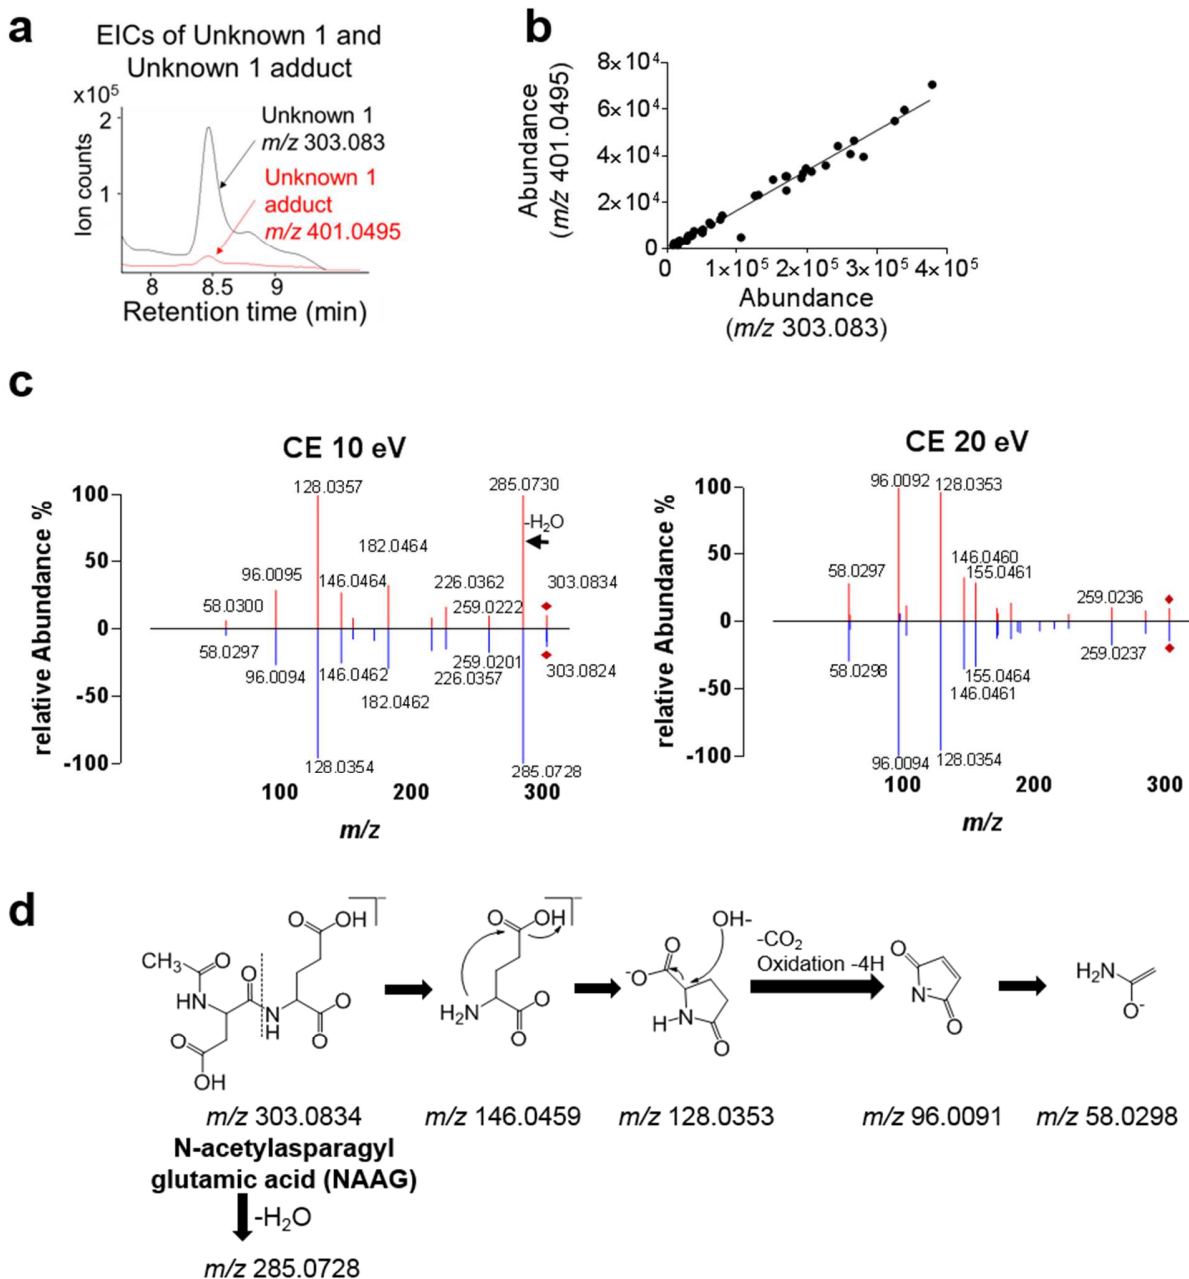 a
EICs of Unknown 1 and
Unknown 1 adduct
x10⁵
2
1
Ion counts
Unknown 1
m/z 303.083
Unknown 1
adduct
m/z 401.0495
8
8.5
9
Retention time (min)
b
Abundance
(m/z 401.0495)
8×10⁴
6×10⁴
4×10⁴
2×10⁴
0
0
1×10⁵
2×10⁵
3×10⁵
4×10⁵
Abundance
(m/z 303.083)
c
CE 10 eV
relative Abundance %
100
50
0
-50
-100
128.0357
285.0730
-H₂O
182.0464
96.0095
146.0464
226.0362
303.0834
58.0300
259.0222
58.0297
96.0094
146.0462
259.0201
303.0824
226.0357
182.0462
128.0354
285.0728
100
200
300
m/z
CE 20 eV
relative Abundance %
100
50
0
-50
-100
96.0092
128.0353
146.0460
155.0461
58.0297
259.0236
58.0298
155.0464
146.0461
259.0237
96.0094
128.0354
100
200
300
m/z
d
O
OH
CH₃
O
O
HN
N
H
O
O
O
OH
O
OH
H₂N
O
O
OH-
O
⁻O
H
N
O
-CO₂
Oxidation -4H
O
N⁻
O
H₂N
O⁻
m/z 303.0834
m/z 146.0459
m/z 128.0353
m/z 96.0091
m/z 58.0298
N-acetylasparagyl
glutamic acid (NAAG)
-H₂O
m/z 285.0728